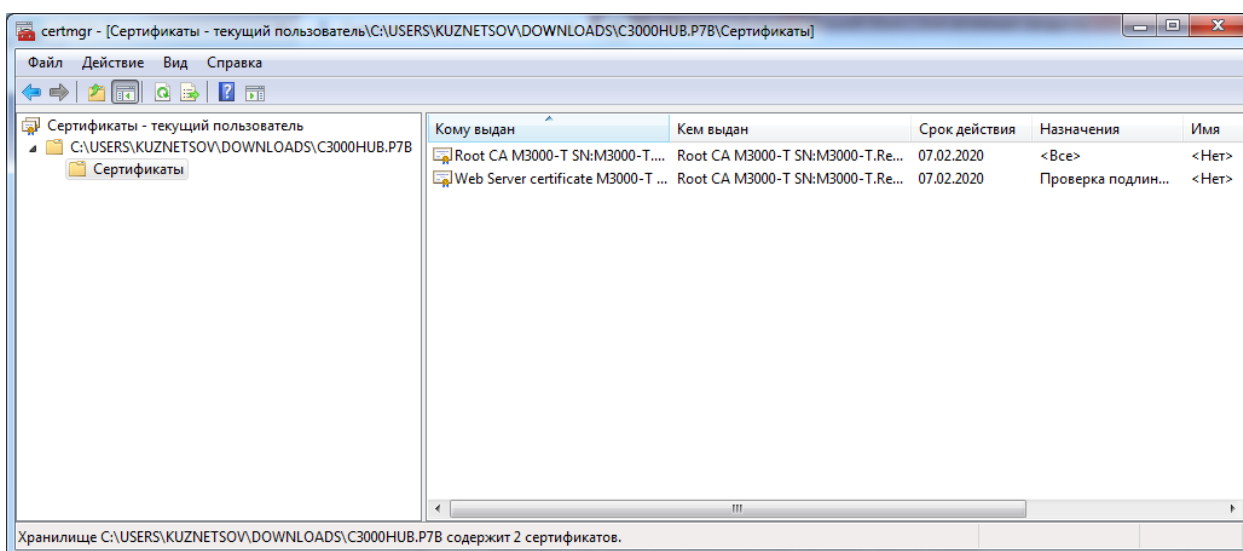 certmgr - [Сертификаты - текущий пользователь\C:\USERS\KUZNETSOV\DOWNLOADS\C3000HUB.P7B\Сертификаты]
Файл Действие Вид Справка
Сертификаты - текущий пользователь
C:\USERS\KUZNETSOV\DOWNLOADS\C3000HUB.P7B
Сертификаты
Кому выдан Кем выдан Срок действия Назначения Имя
Root CA M3000-T SN:M3000-T.... Root CA M3000-T SN:M3000-T.Re... 07.02.2020 <Все> <Нет>
Web Server certificate M3000-T ... Root CA M3000-T SN:M3000-T.Re... 07.02.2020 Проверка подлин... <Нет>
Хранилище C:\USERS\KUZNETSOV\DOWNLOADS\C3000HUB.P7B содержит 2 сертификатов.